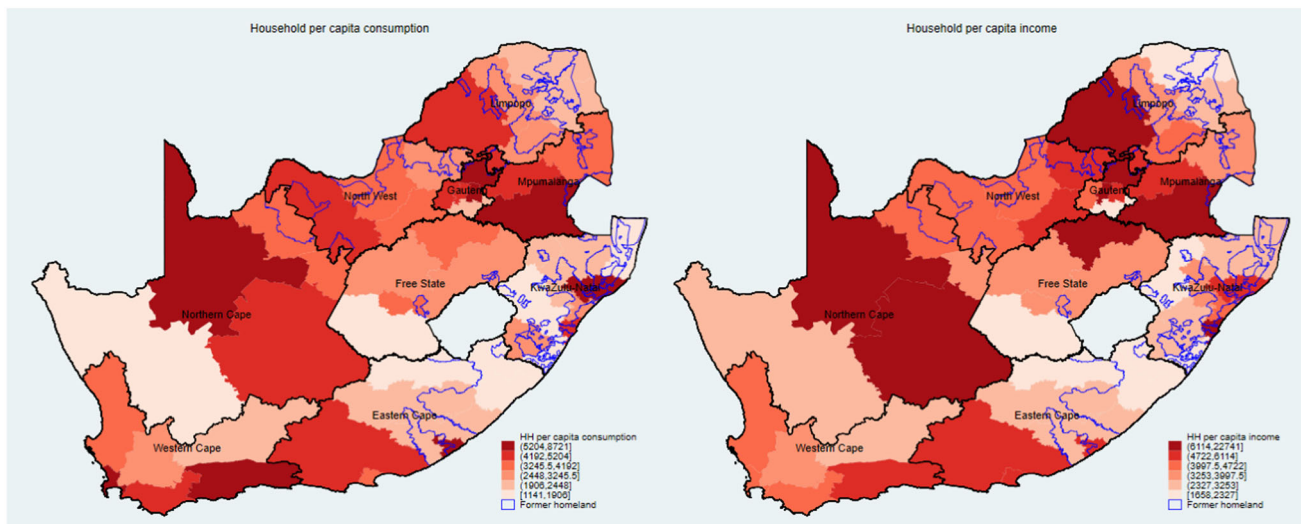 Household per capita consumption
Limpopo
North West
Gauteng
Mpumalanga
Free State
KwaZulu-Natal
Northern Cape
Eastern Cape
Western Cape
HH per capita consumption
(5204,8721]
(4192,5204]
(3245.5,4192]
(2448,3245.5]
(1906,2448]
[1141,1906]
Former homeland
Household per capita income
Limpopo
North West
Gauteng
Mpumalanga
Free State
KwaZulu-Natal
Northern Cape
Eastern Cape
Western Cape
HH per capita income
(6114,22741]
(4722,6114]
(3997.5,4722]
(3253,3997.5]
(2327,3253]
[1658,2327]
Former homeland